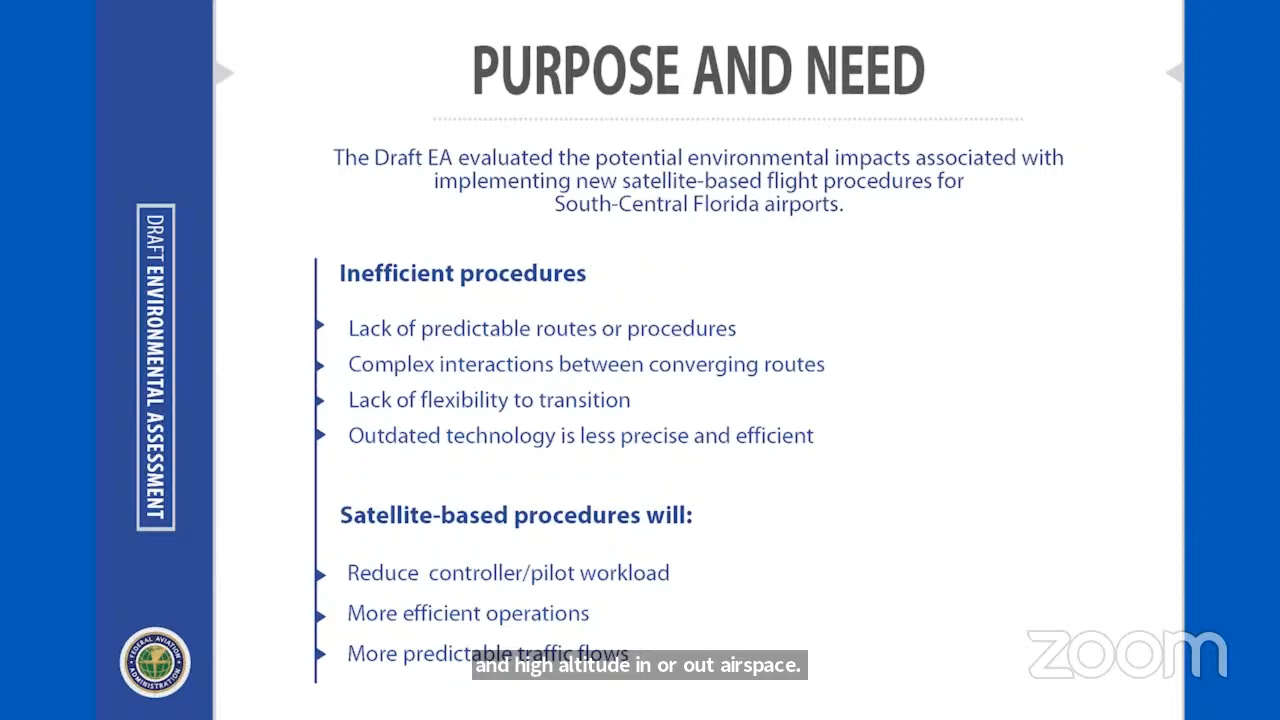 PURPOSE AND NEED
The Draft EA evaluated the potential environmental impacts associated with
implementing new satellite-based flight procedures for
South-Central Florida airports.
Inefficient procedures
Lack of predictable routes or procedures
Complex interactions between converging routes
Lack of flexibility to transition
Outdated technology is less precise and efficient
Satellite-based procedures will:
Reduce controller/pilot workload
More efficient operations
More predictable traffic flows
and high altitude in or out airspace.
DRAFT ENVIRONMENTAL ASSESSMENT
FEDERAL AVIATION
ADMINISTRATION
zoom